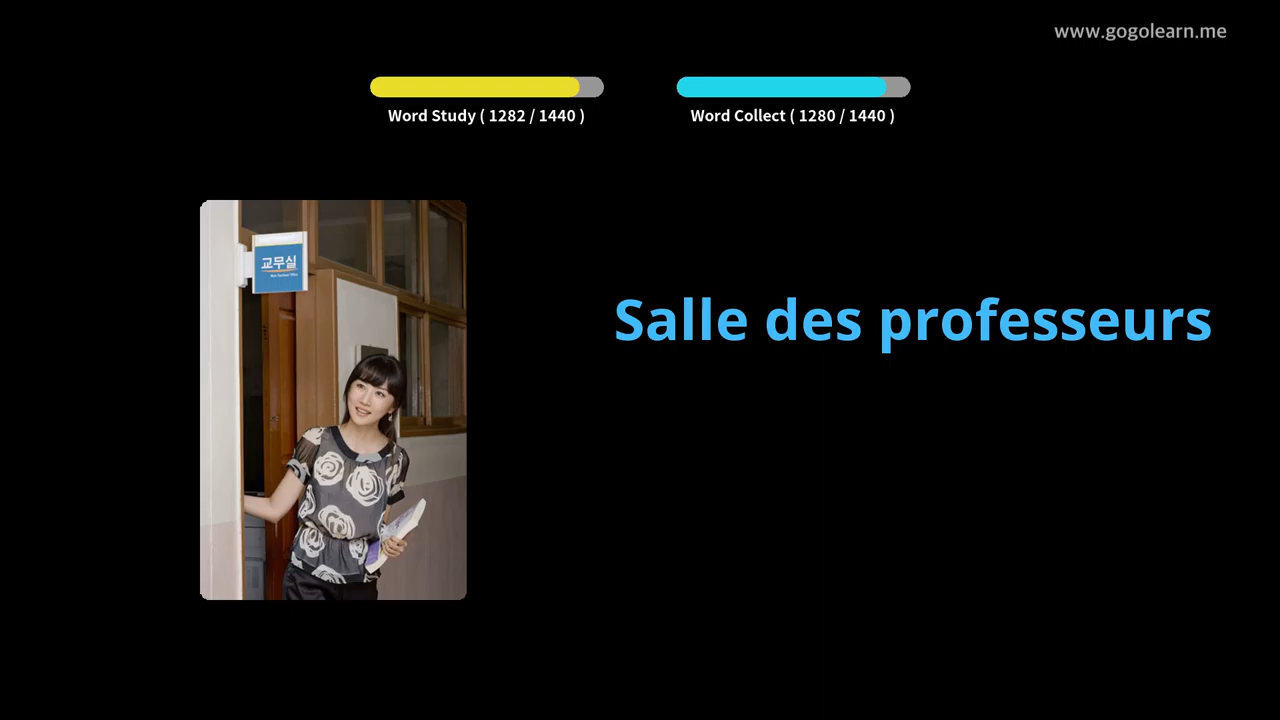 www.gogolearn.me
Word Study ( 1282 / 1440 )
Word Collect ( 1280 / 1440 )
교무실
Salle des professeurs